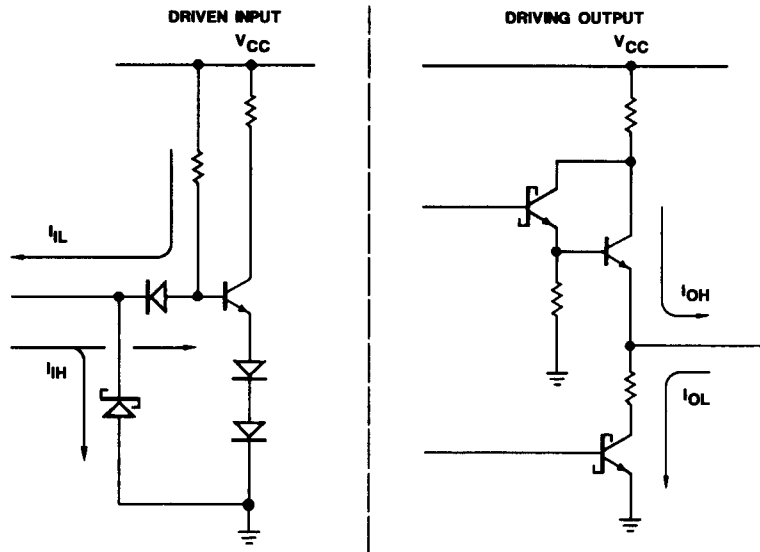 DRIVEN INPUT
VCC
IIL
IIH
DRIVING OUTPUT
VCC
IOH
IOL